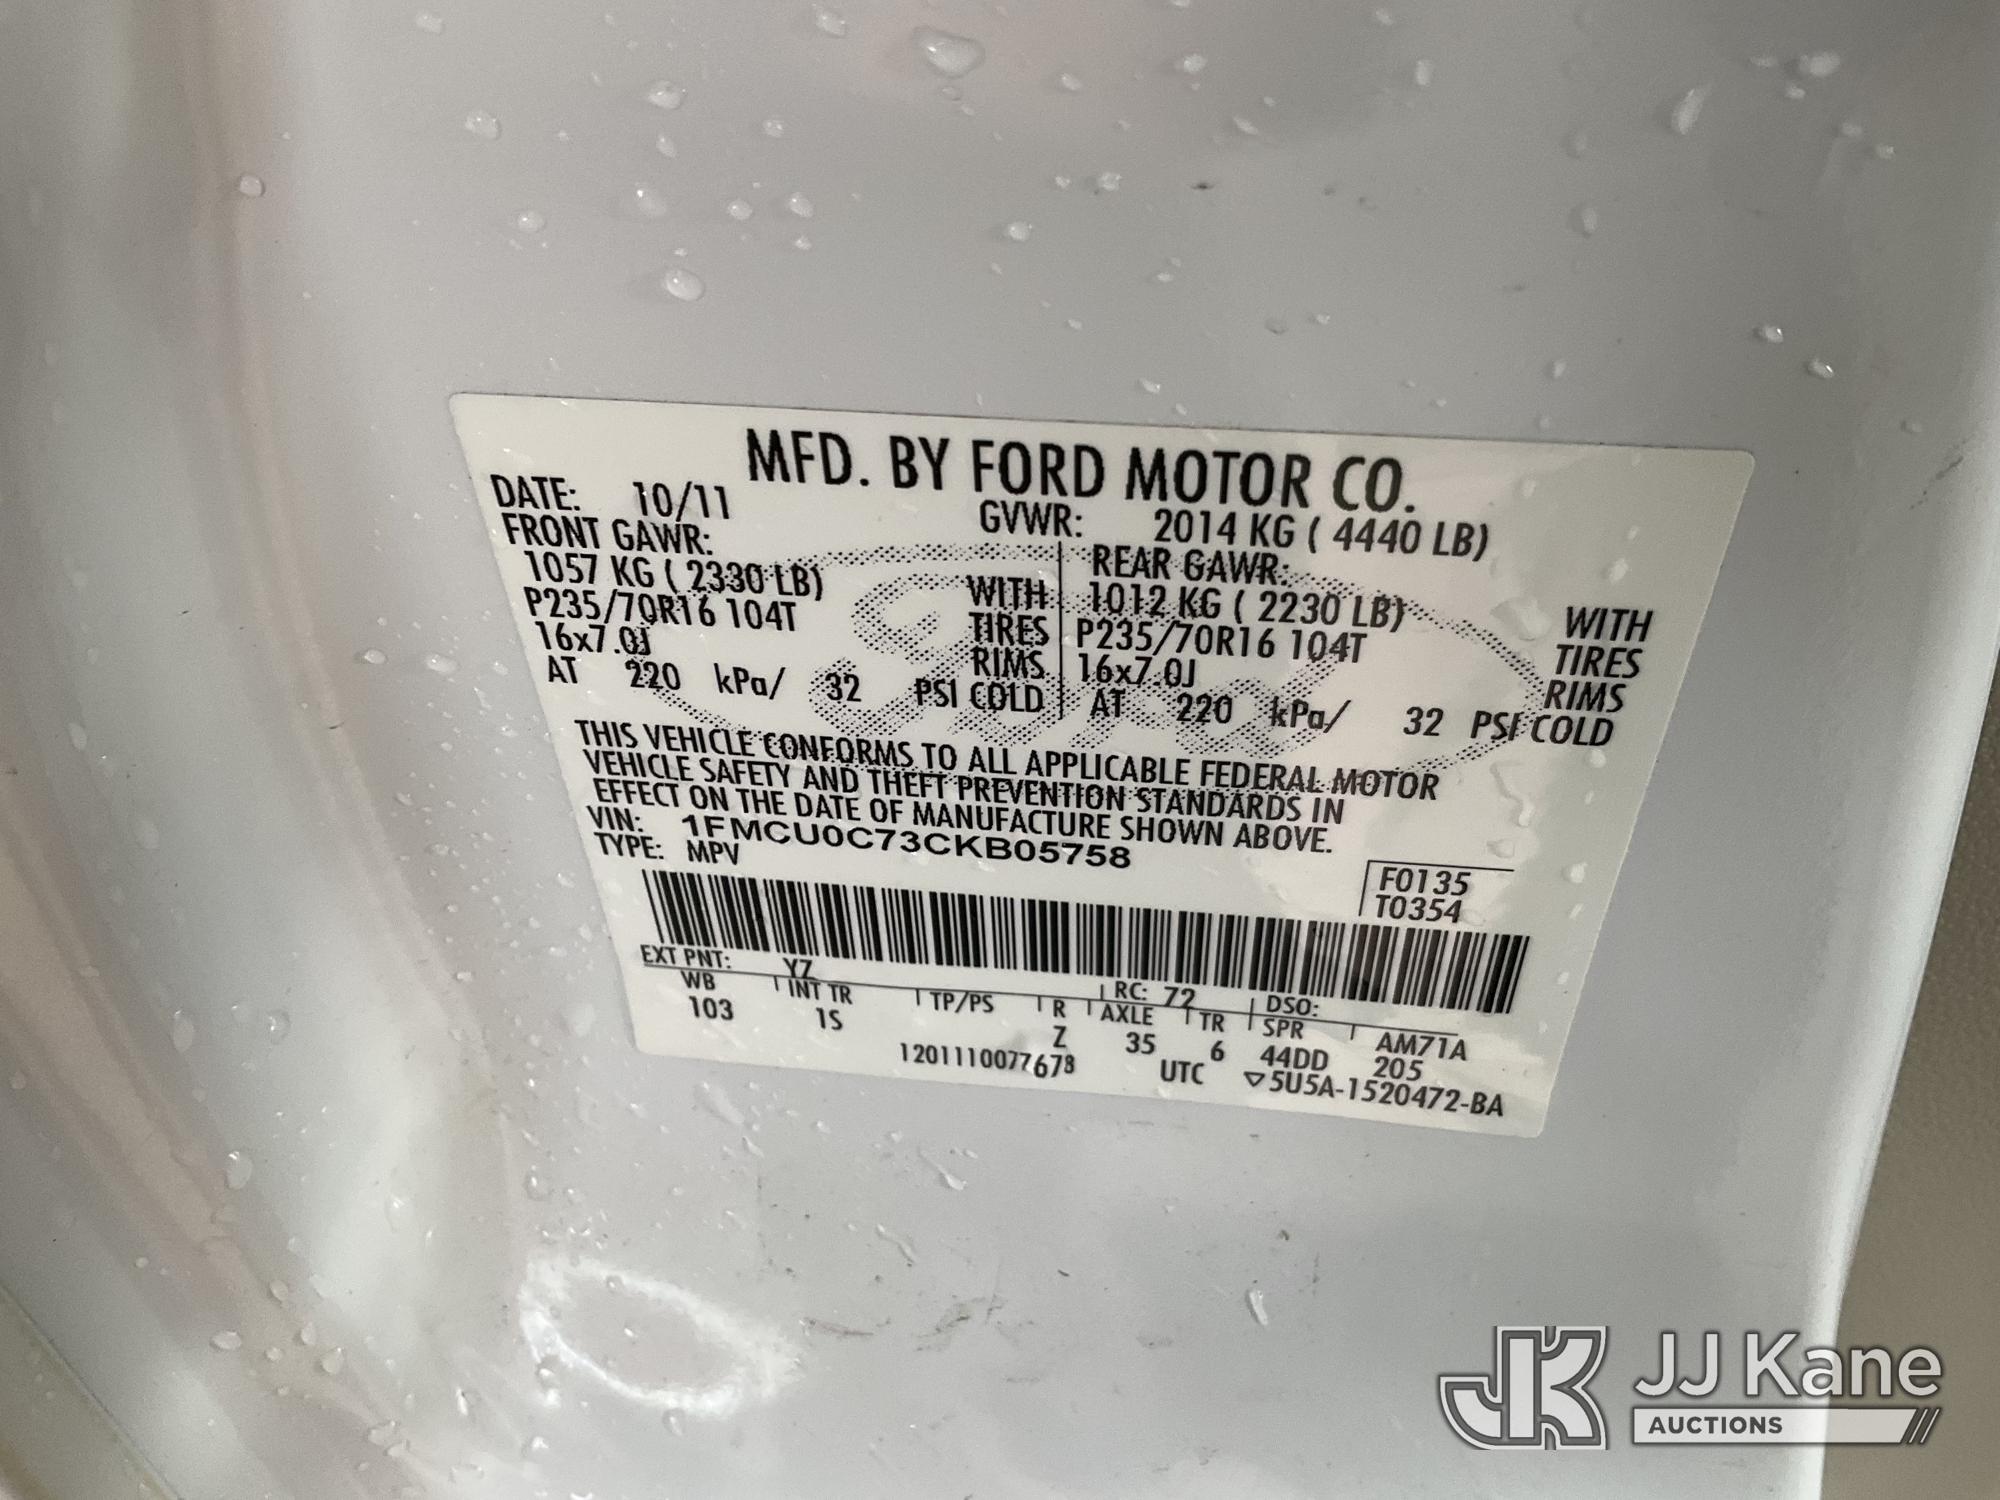 MFD. BY FORD MOTOR CO.
DATE: 10/11 GVWR: 2014 KG ( 4440 LB)
FRONT GAWR: REAR GAWR:
1057 KG ( 2330 LB) WITH 1012 KG ( 2230 LB) WITH
P235/70R16 104T TIRES P235/70R16 104T TIRES
16x7.0J RIMS 16x7.0J RIMS
AT 220 kPa/ 32 PSI COLD AT 220 kPa/ 32 PSI COLD
Ford
THIS VEHICLE CONFORMS TO ALL APPLICABLE FEDERAL MOTOR
VEHICLE SAFETY AND THEFT PREVENTION STANDARDS IN
EFFECT ON THE DATE OF MANUFACTURE SHOWN ABOVE.
VIN: 1FMCU0C73CKB05758
TYPE: MPV
F0135
T0354
EXT PNT: YZ RC: 72 DSO:
WB INT TR TP/PS R AXLE TR SPR AM71A
103 1S Z 35 6 44DD 205
1201110077678 UTC ▽5U5A-1520472-BA
JK JJ Kane
AUCTIONS